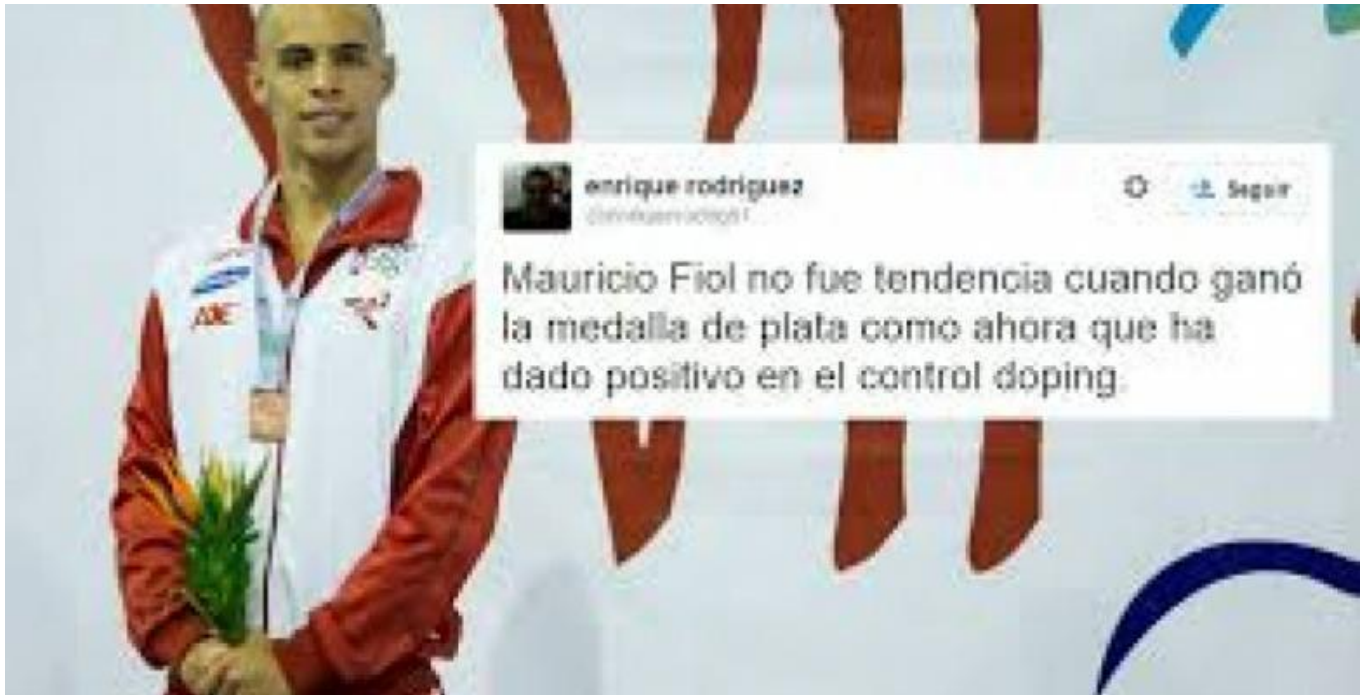 enrique rodriguez
Seguir
Mauricio Fiol no fue tendencia cuando ganó
la medalla de plata como ahora que ha
dado positivo en el control doping.